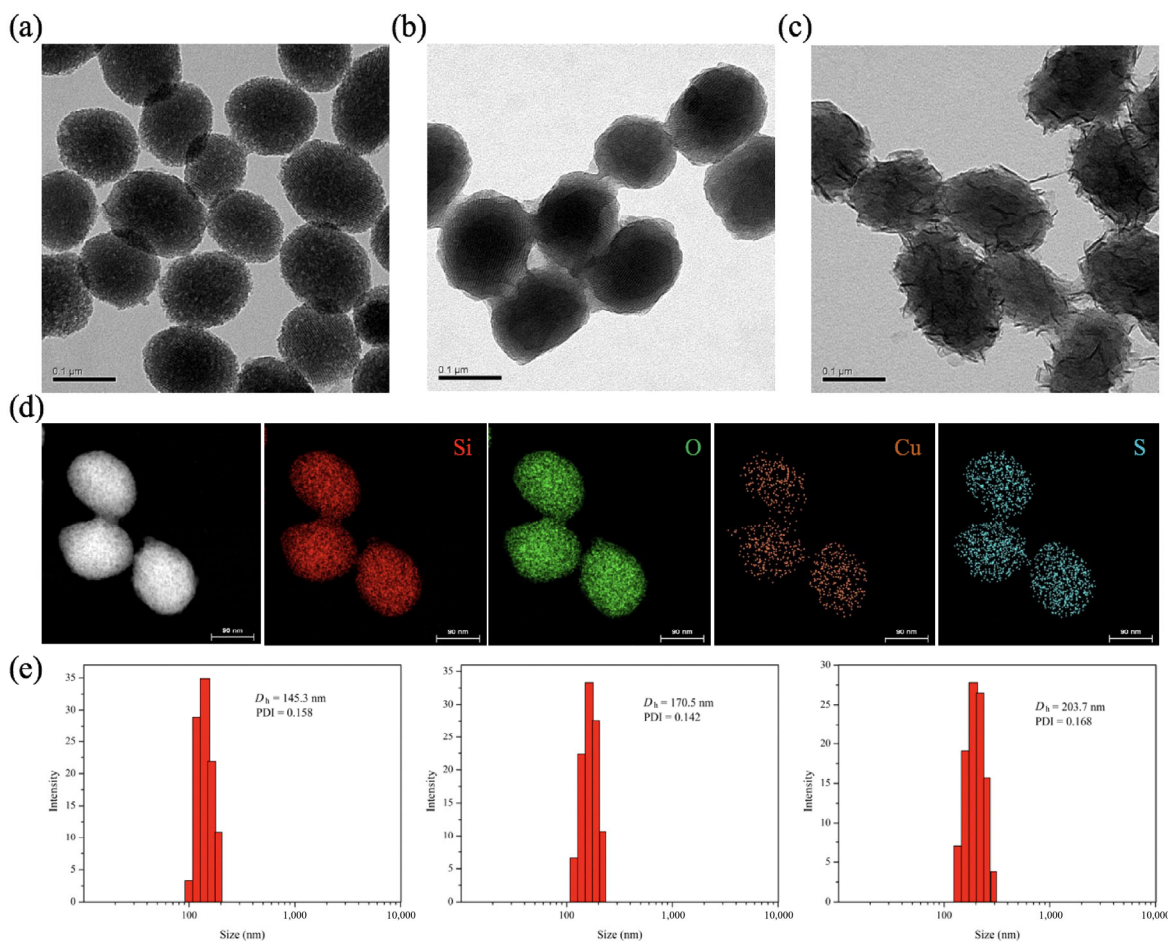 (a)
(b)
(c)
0.1 µm
0.1 µm
0.1 µm
(d)
Si
O
Cu
S
90 nm
90 nm
90 nm
90 nm
90 nm
(e)
35
30
25
20
15
10
5
0
Intensity
D h = 145.3 nm
PDI = 0.158
100
1,000
10,000
Size (nm)
35
30
25
20
15
10
5
0
Intensity
D h = 170.5 nm
PDI = 0.142
100
1,000
10,000
Size (nm)
30
25
20
15
10
5
0
Intensity
D h = 203.7 nm
PDI = 0.168
100
1,000
10,000
Size (nm)